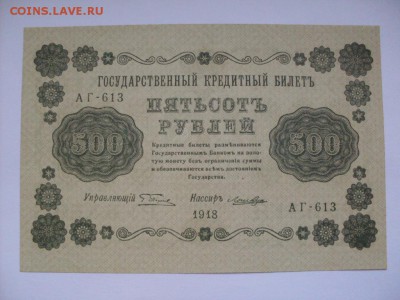 COINS.LAVE.RU
ГОСУДАРСТВЕННЫЙ КРЕДИТНЫЙ БИЛЕТЪ
АГ-613
ПЯТЬСОТЪ
РУБЛЕЙ
500 500
Кредитные билеты размѣниваются
Государственнымъ Банкомъ на золо-
тую монету безъ ограниченія суммы
и обезпечиваются всѣмъ достояніемъ
Государства.
Управляющій Кассиръ
1918
АГ-613